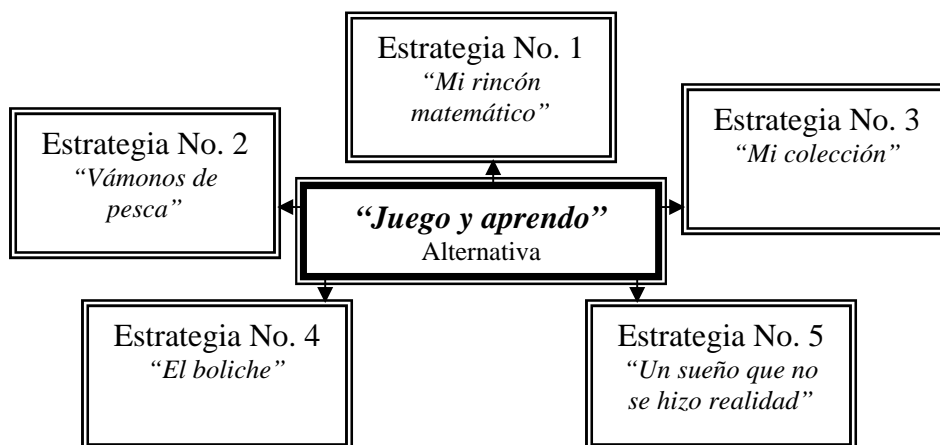 Estrategia No. 1
“Mi rincón
matemático”
Estrategia No. 2
“Vámonos de
pesca”
Estrategia No. 3
“Mi colección”
“Juego y aprendo”
Alternativa
Estrategia No. 4
“El boliche”
Estrategia No. 5
“Un sueño que no
se hizo realidad”